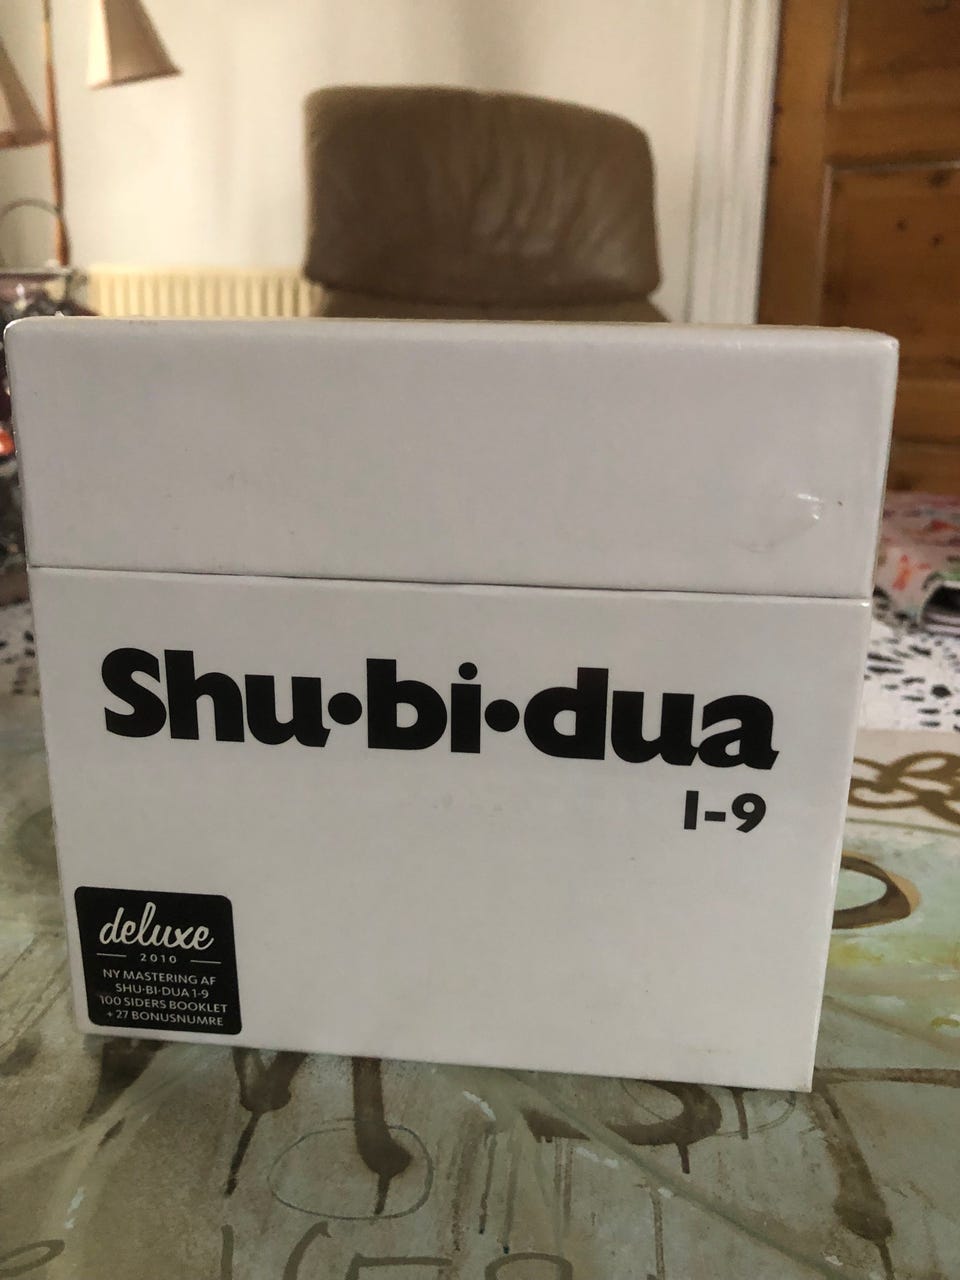 Shu·bi·dua
1-9
deluxe
2010
NY MASTERING AF
SHU·BI·DUA 1-9
100 SIDERS BOOKLET
+ 27 BONUSNUMRE